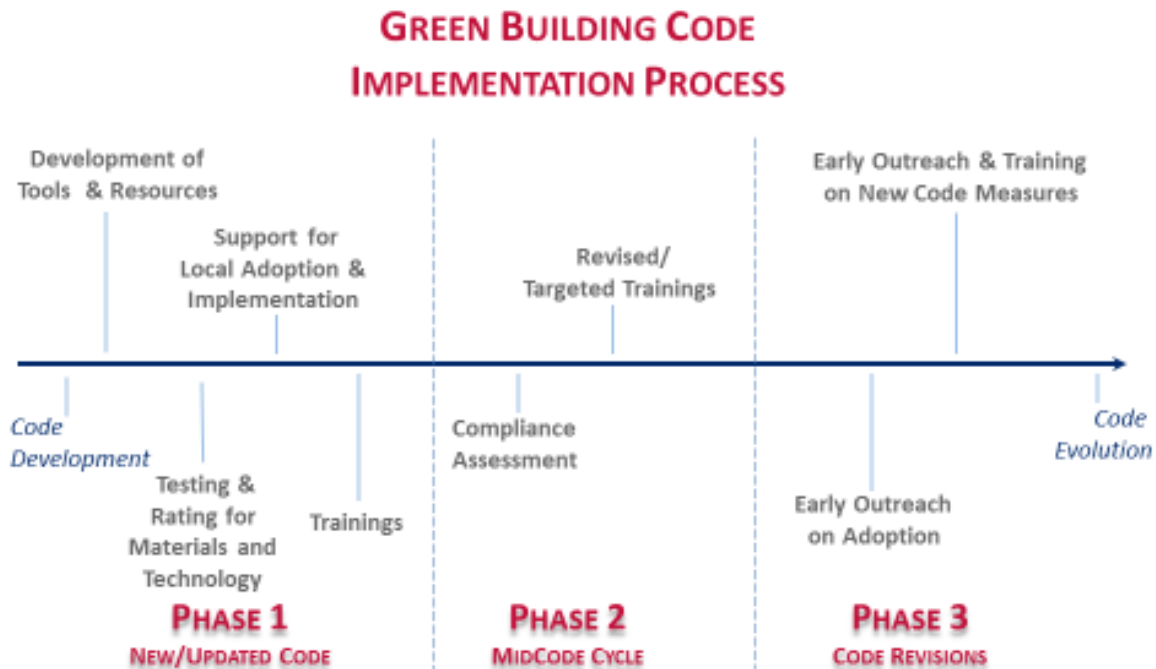 GREEN BUILDING CODE
IMPLEMENTATION PROCESS
Development of
Tools & Resources
Support for
Local Adoption &
Implementation
Revised/
Targeted Trainings
Early Outreach & Training
on New Code Measures
Code
Development
Testing &
Rating for
Materials and
Technology
Trainings
Compliance
Assessment
Early Outreach
on Adoption
Code
Evolution
PHASE 1
NEW/UPDATED CODE
PHASE 2
MIDCODE CYCLE
PHASE 3
CODE REVISIONS